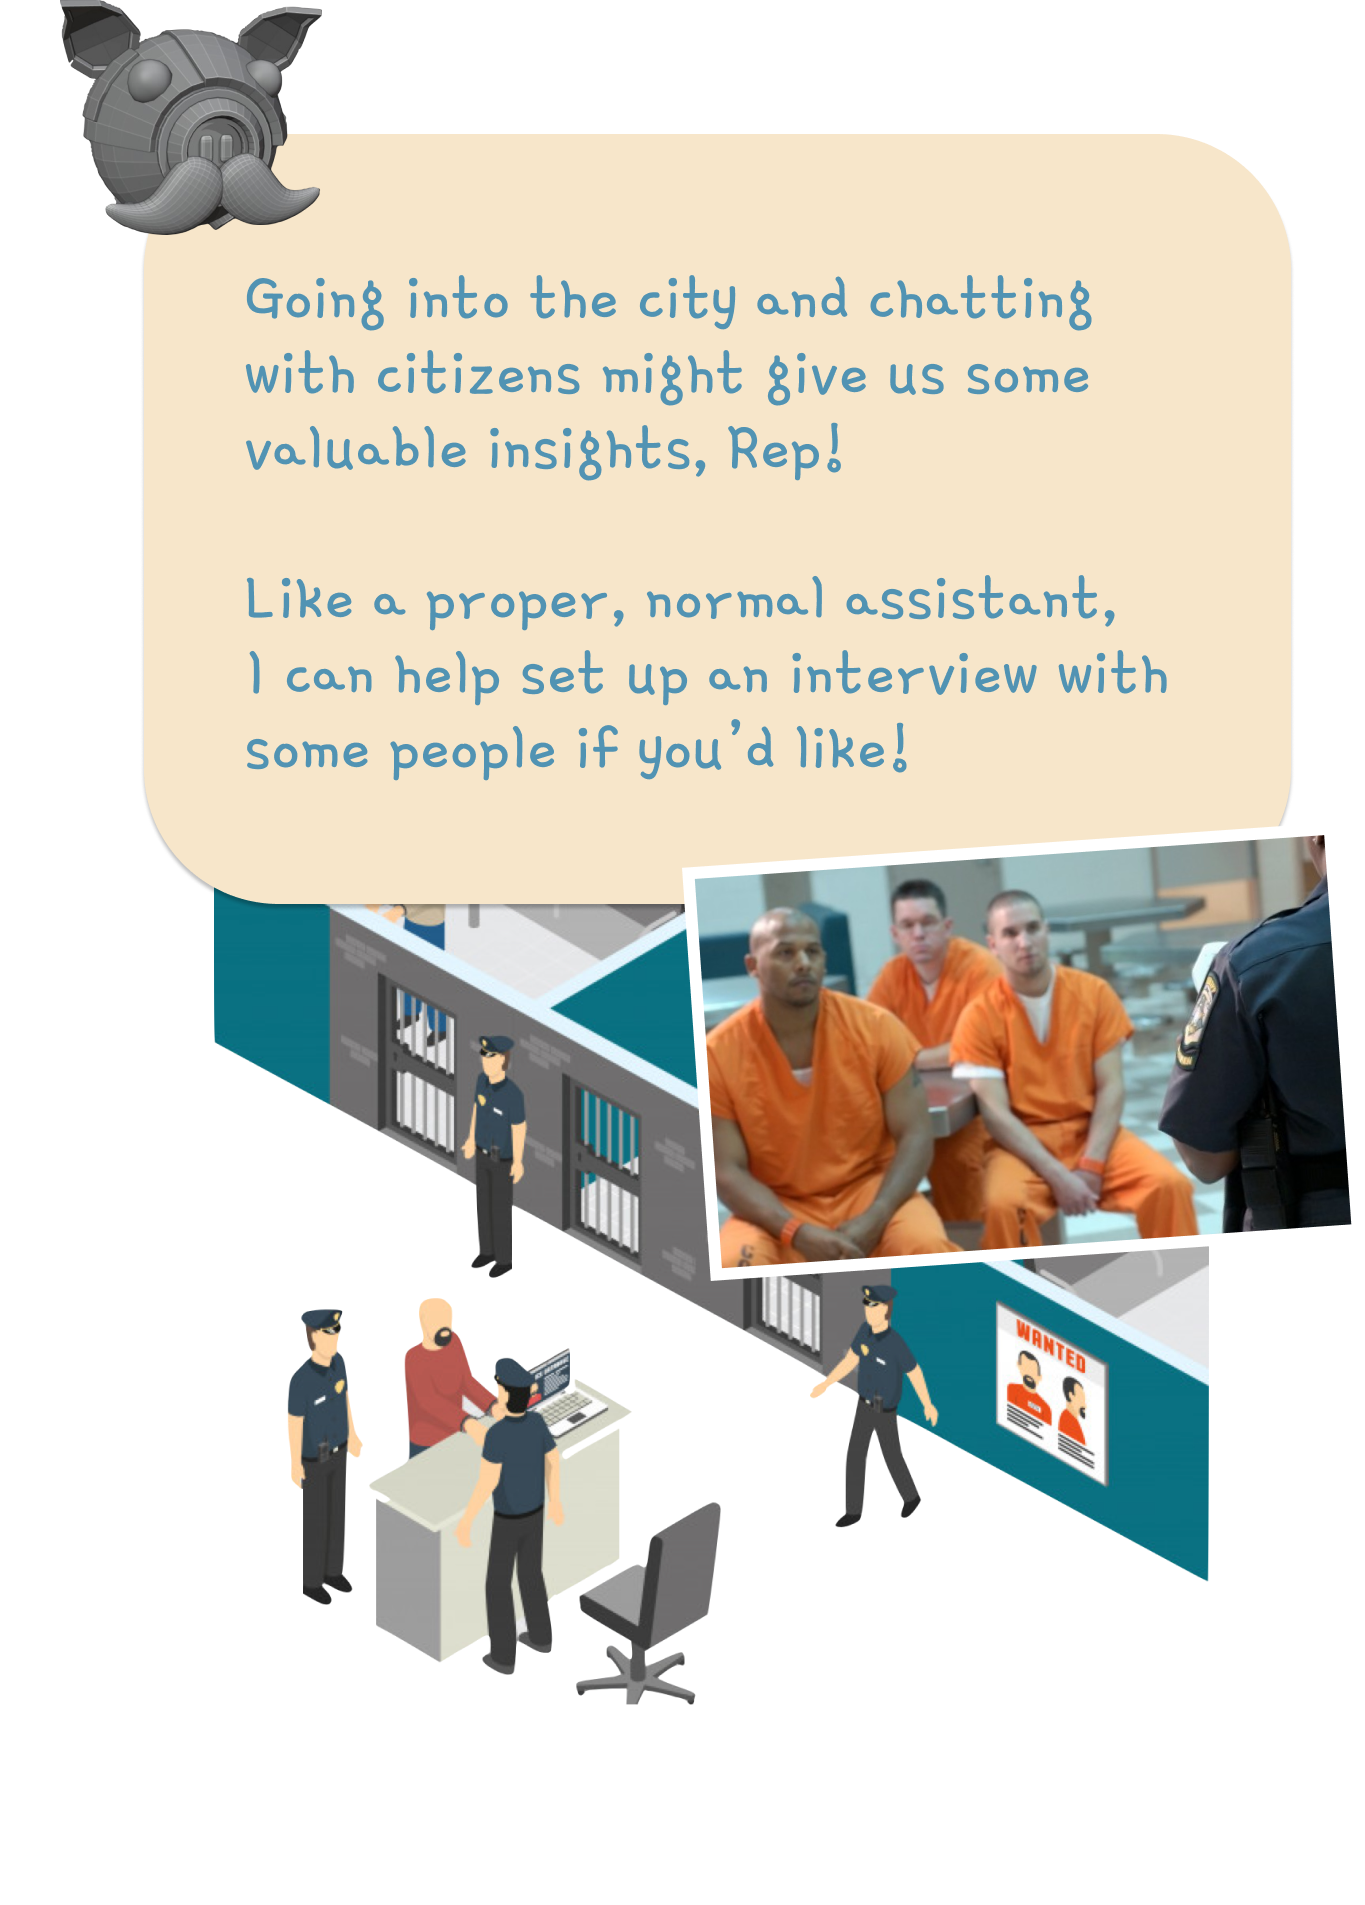 Going into the city and chatting
with citizens might give us some
valuable insights, Rep!
Like a proper, normal assistant,
I can help set up an interview with
some people if you'd like!
WANTED